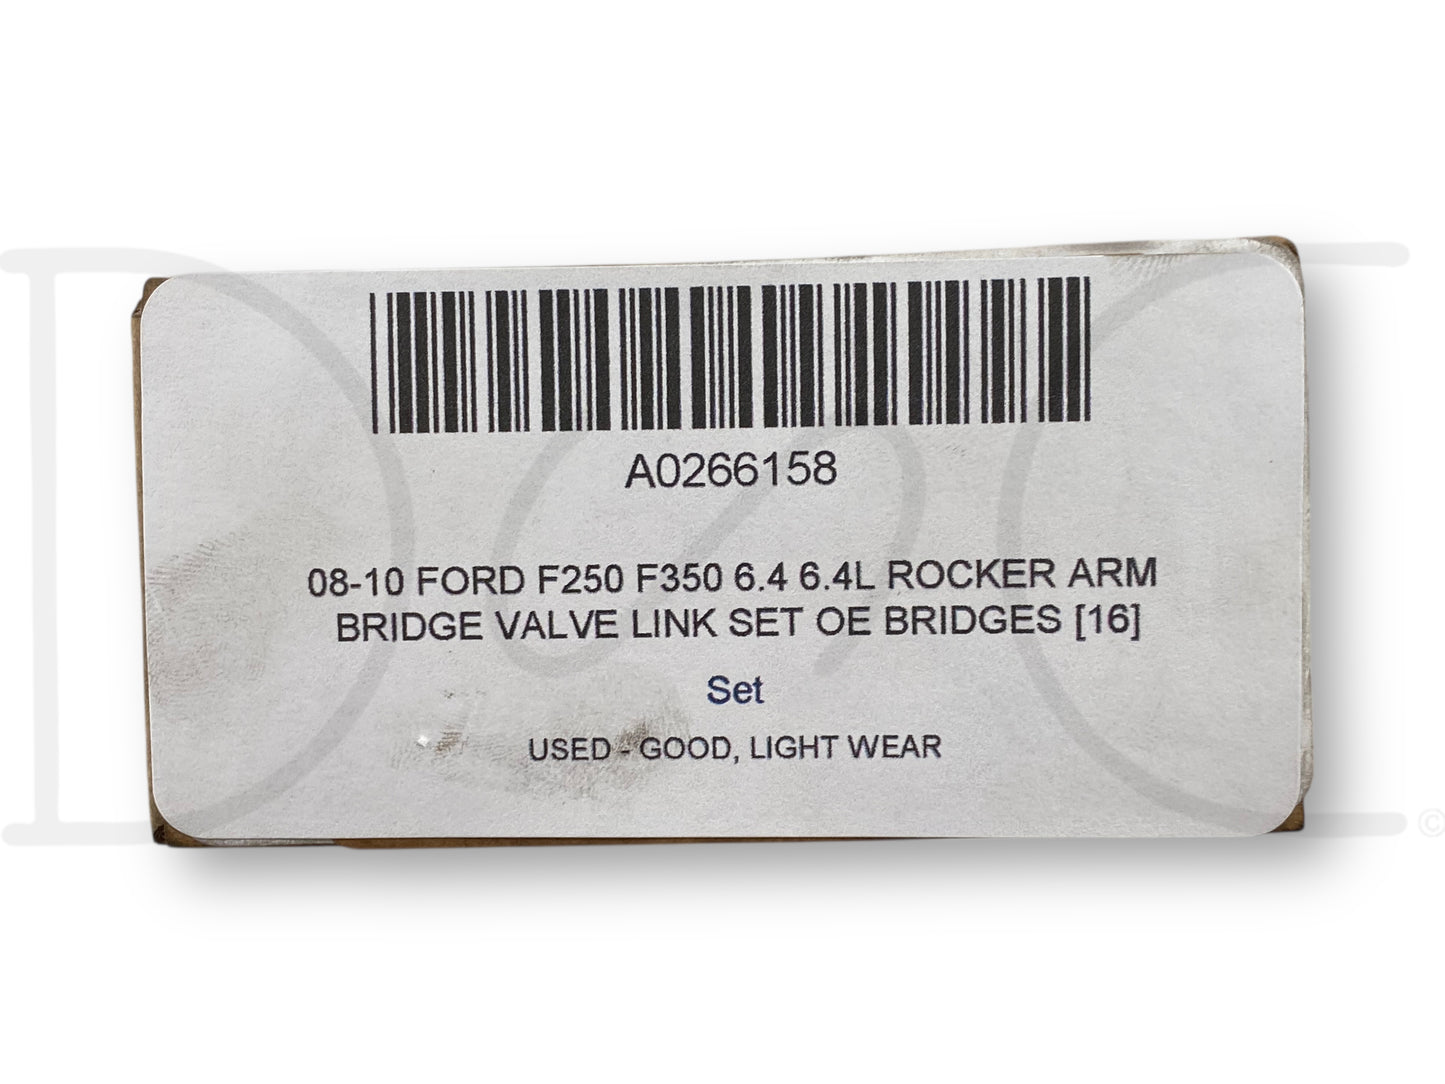 A0266158
08-10 FORD F250 F350 6.4 6.4L ROCKER ARM
BRIDGE VALVE LINK SET OE BRIDGES [16]
Set
USED - GOOD, LIGHT WEAR
©